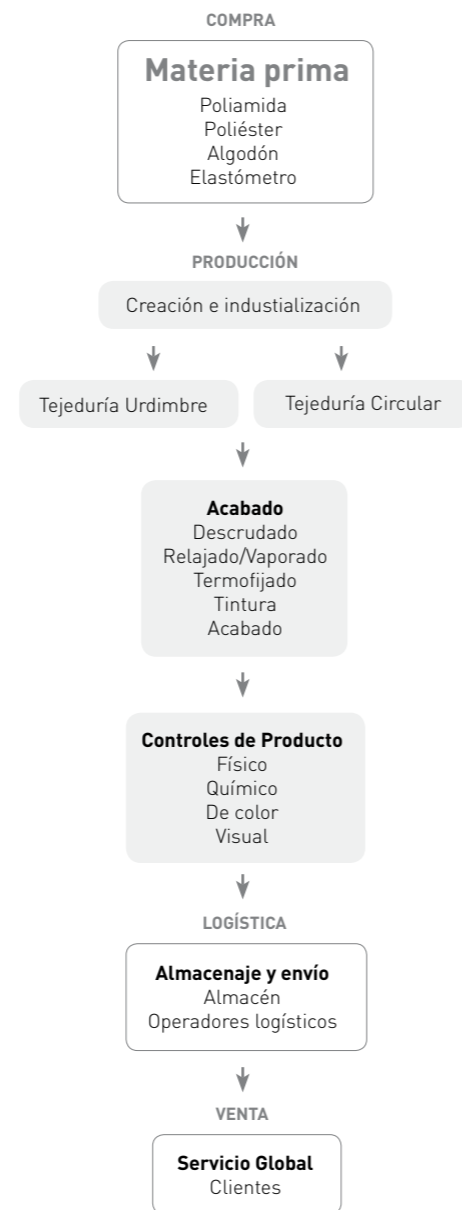 COMPRA
Materia prima
Poliamida
Poliéster
Algodón
Elastómetro
PRODUCCIÓN
Creación e industialización
Tejeduría Urdimbre
Tejeduría Circular
Acabado
Descrudado
Relajado/Vaporado
Termofijado
Tintura
Acabado
Controles de Producto
Físico
Químico
De color
Visual
LOGÍSTICA
Almacenaje y envío
Almacén
Operadores logísticos
VENTA
Servicio Global
Clientes